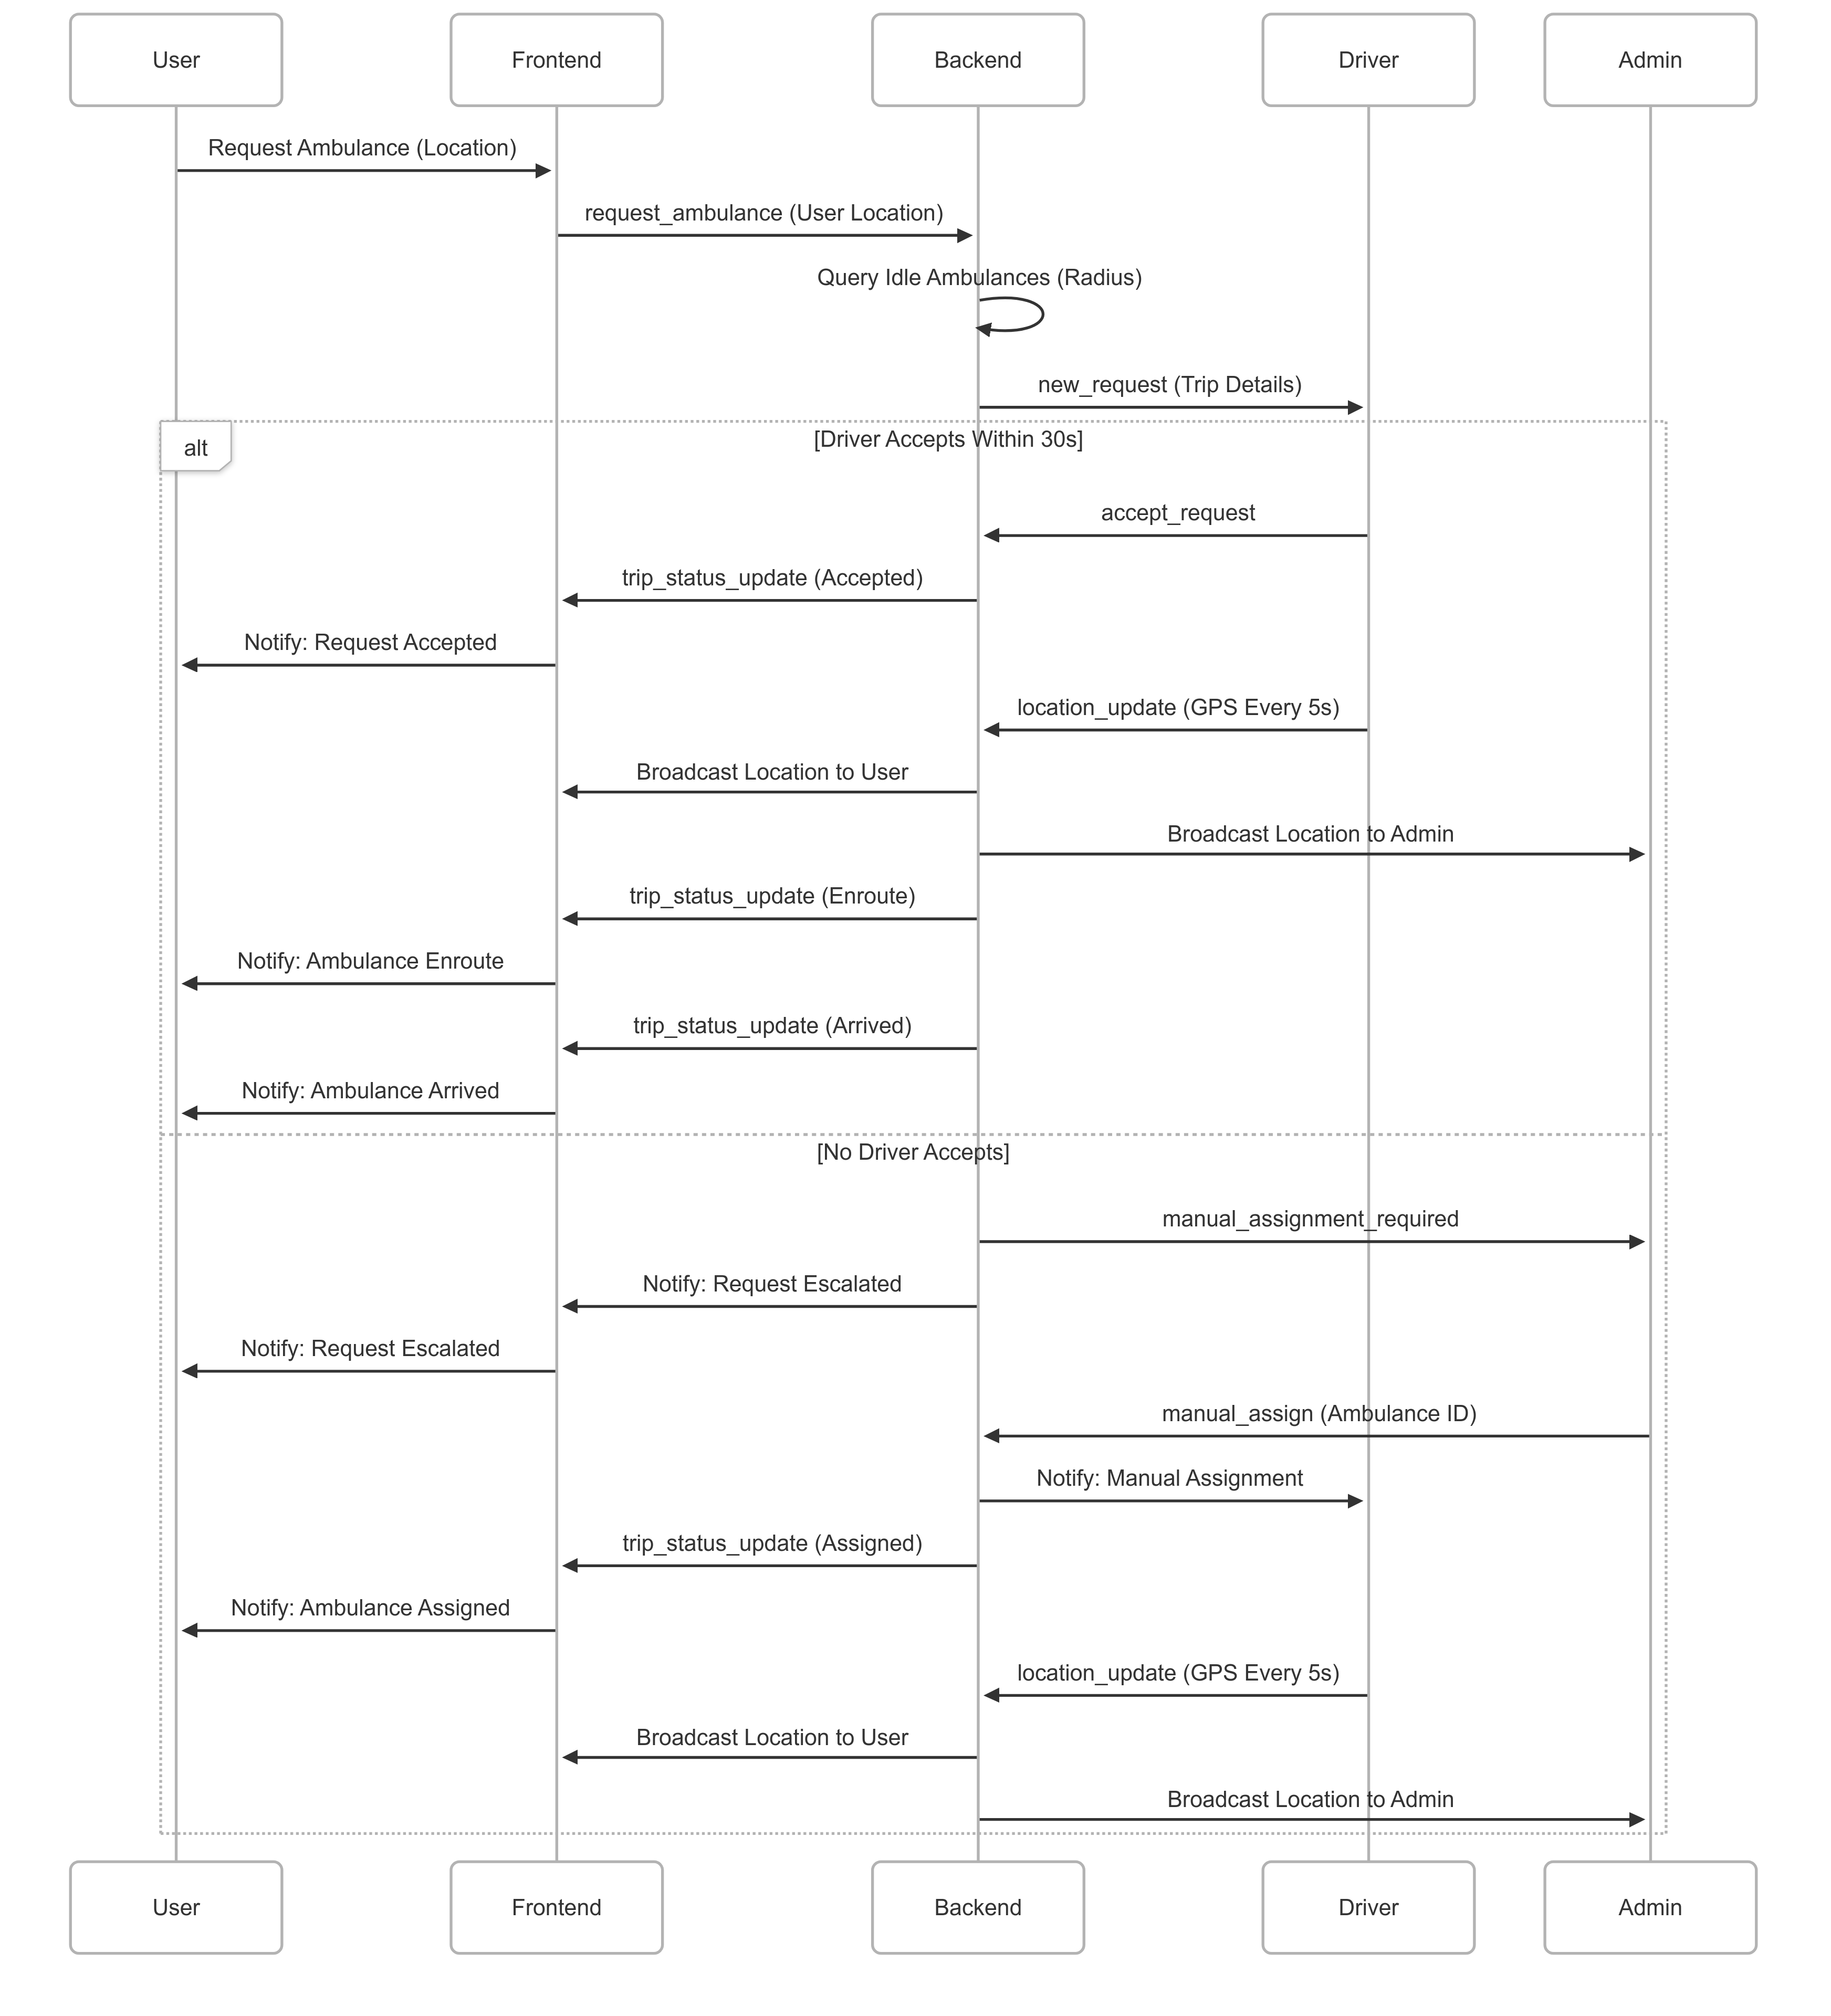 User
Frontend
Backend
Driver
Admin
Request Ambulance (Location)
request_ambulance (User Location)
Query Idle Ambulances (Radius)
new_request (Trip Details)
alt
[Driver Accepts Within 30s]
accept_request
trip_status_update (Accepted)
Notify: Request Accepted
location_update (GPS Every 5s)
Broadcast Location to User
Broadcast Location to Admin
trip_status_update (Enroute)
Notify: Ambulance Enroute
trip_status_update (Arrived)
Notify: Ambulance Arrived
[No Driver Accepts]
manual_assignment_required
Notify: Request Escalated
Notify: Request Escalated
manual_assign (Ambulance ID)
Notify: Manual Assignment
trip_status_update (Assigned)
Notify: Ambulance Assigned
location_update (GPS Every 5s)
Broadcast Location to User
Broadcast Location to Admin
User
Frontend
Backend
Driver
Admin